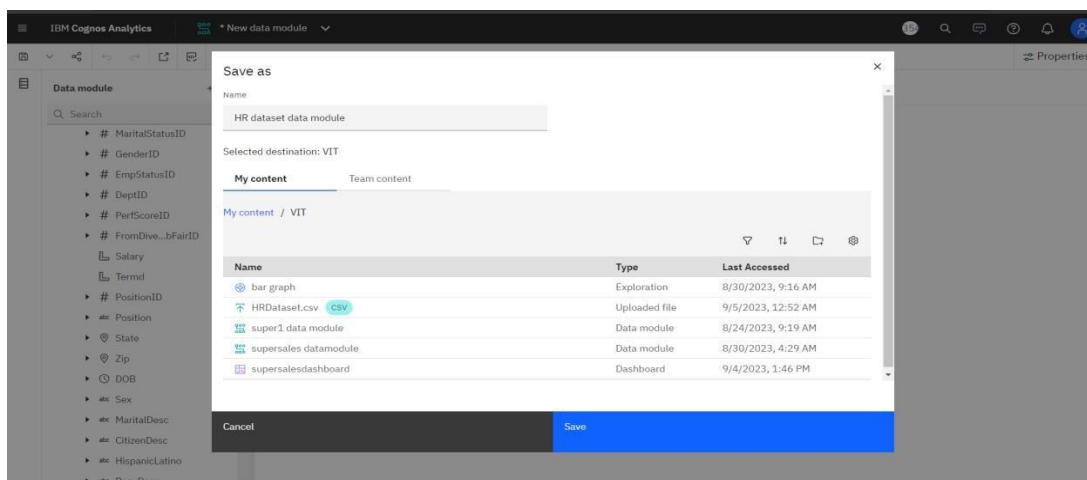 IBM Cognos Analytics
* New data module
Properties
Data module
Search
# MaritalStatusID
# GenderID
# EmpStatusID
# DeptID
# PerfScoreID
# FromDive...bFairID
Salary
Termd
# PositionID
abc Position
State
Zip
DOB
abc Sex
abc MaritalDesc
abc CitizenDesc
abc HispanicLatino
Save as
Name
HR dataset data module
Selected destination: VIT
My content Team content
My content / VIT
Name Type Last Accessed
bar graph Exploration 8/30/2023, 9:16 AM
HRDataset.csv CSV Uploaded file 9/5/2023, 12:52 AM
super1 data module Data module 8/24/2023, 9:19 AM
supersales datamodule Data module 8/30/2023, 4:29 AM
supersalesdashboard Dashboard 9/4/2023, 1:46 PM
Cancel Save